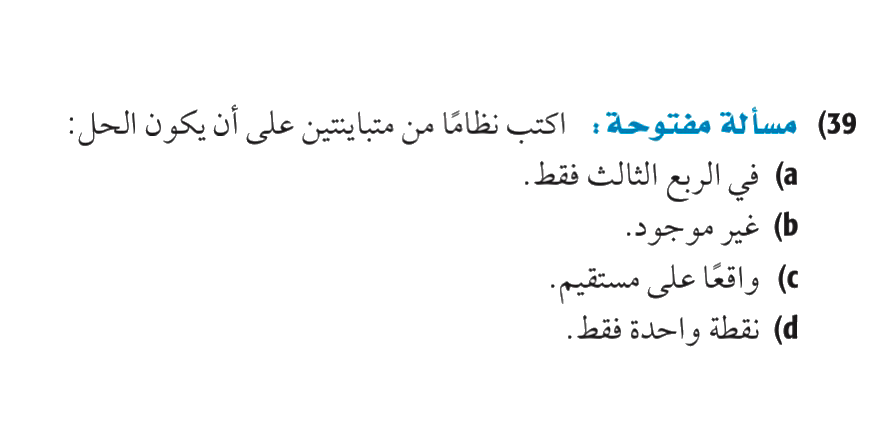 39) مسألة مفتوحة: اكتب نظامًا من متباينتين على أن يكون الحل:
a) في الربع الثالث فقط.
b) غير موجود.
c) واقعًا على مستقيم.
d) نقطة واحدة فقط.